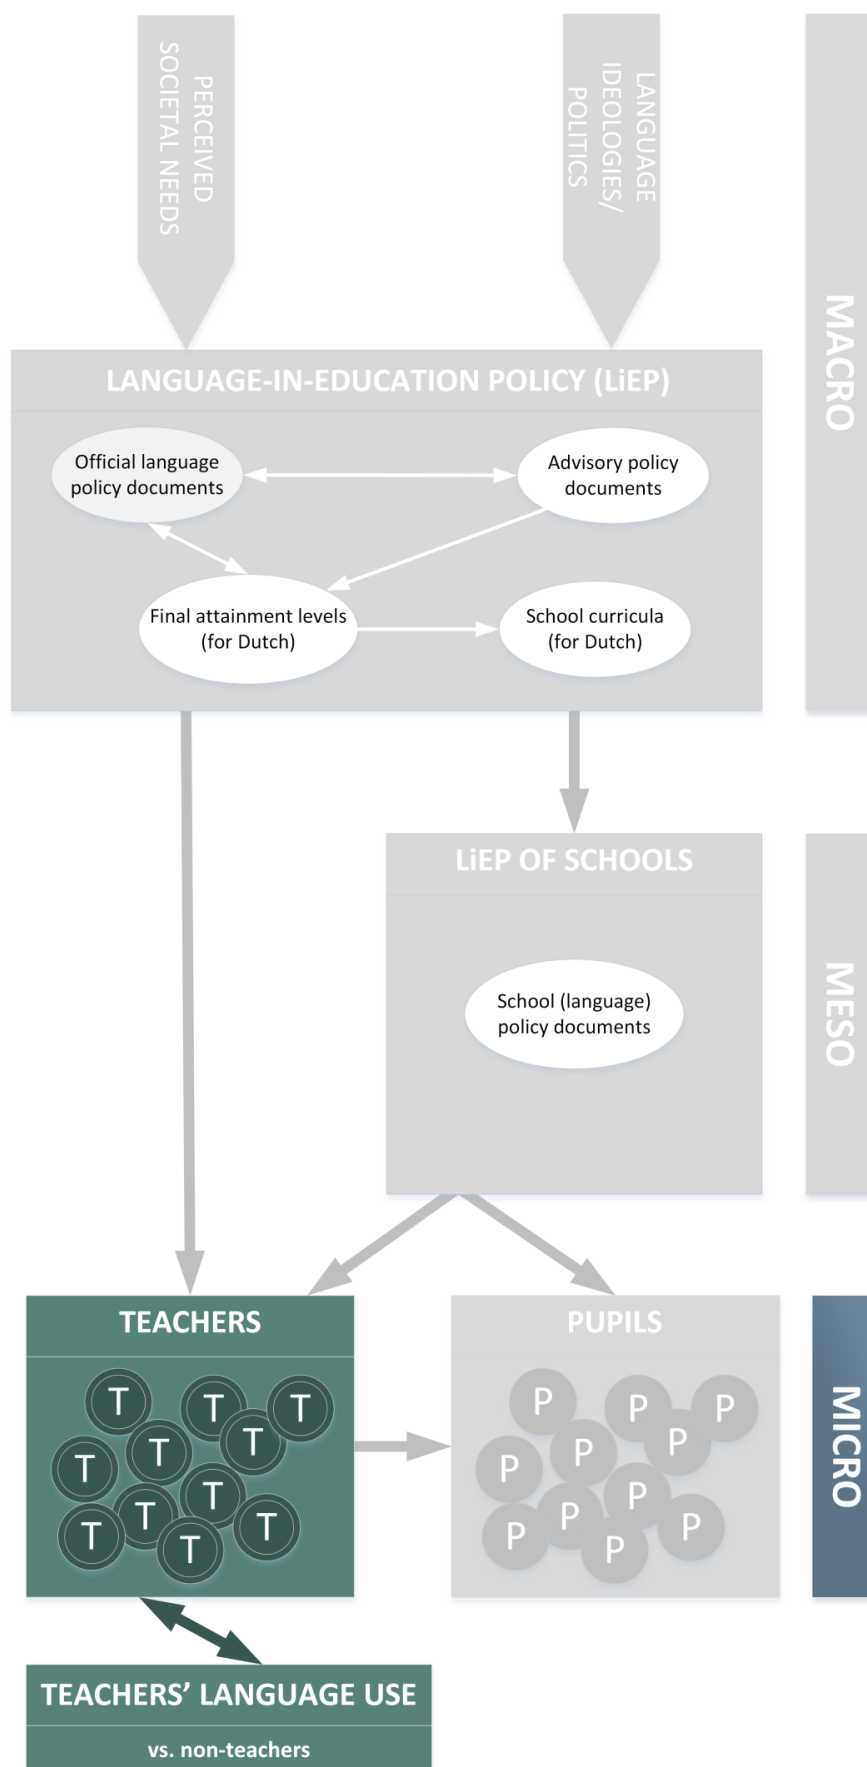 PERCEIVED
SOCIETAL NEEDS
LANGUAGE
IDEOLOGIES/
POLITICS
MACRO
LANGUAGE-IN-EDUCATION POLICY (LiEP)
Official language
policy documents
Advisory policy
documents
Final attainment levels
(for Dutch)
School curricula
(for Dutch)
LiEP OF SCHOOLS
School (language)
policy documents
MESO
TEACHERS
T
T
T
T
T
T
T
T
T
T
T
PUPILS
P
P
P
P
P
P
P
P
P
P
P
MICRO
TEACHERS’ LANGUAGE USE
vs. non-teachers